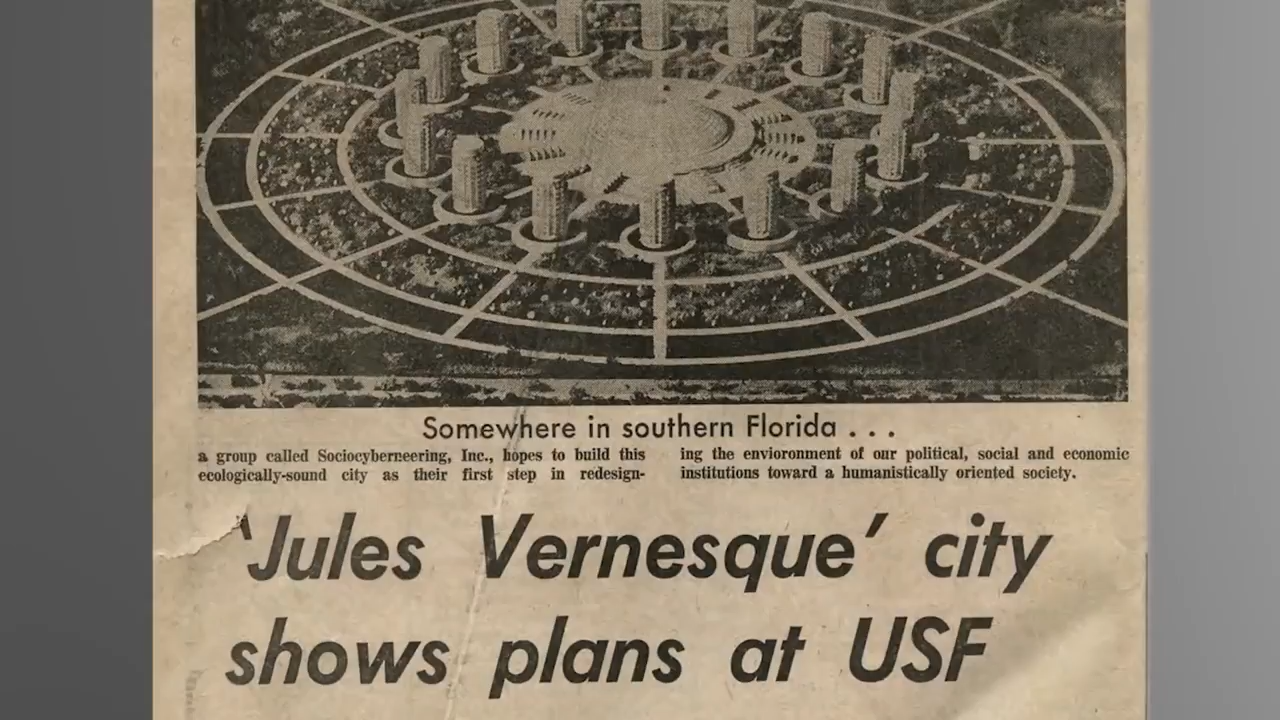 Somewhere in southern Florida . . .
a group called Sociocyberneering, Inc., hopes to build this
ecologically-sound city as their first step in redesign-
ing the envioronment of our political, social and economic
institutions toward a humanistically oriented society.
'Jules Vernesque' city
shows plans at USF